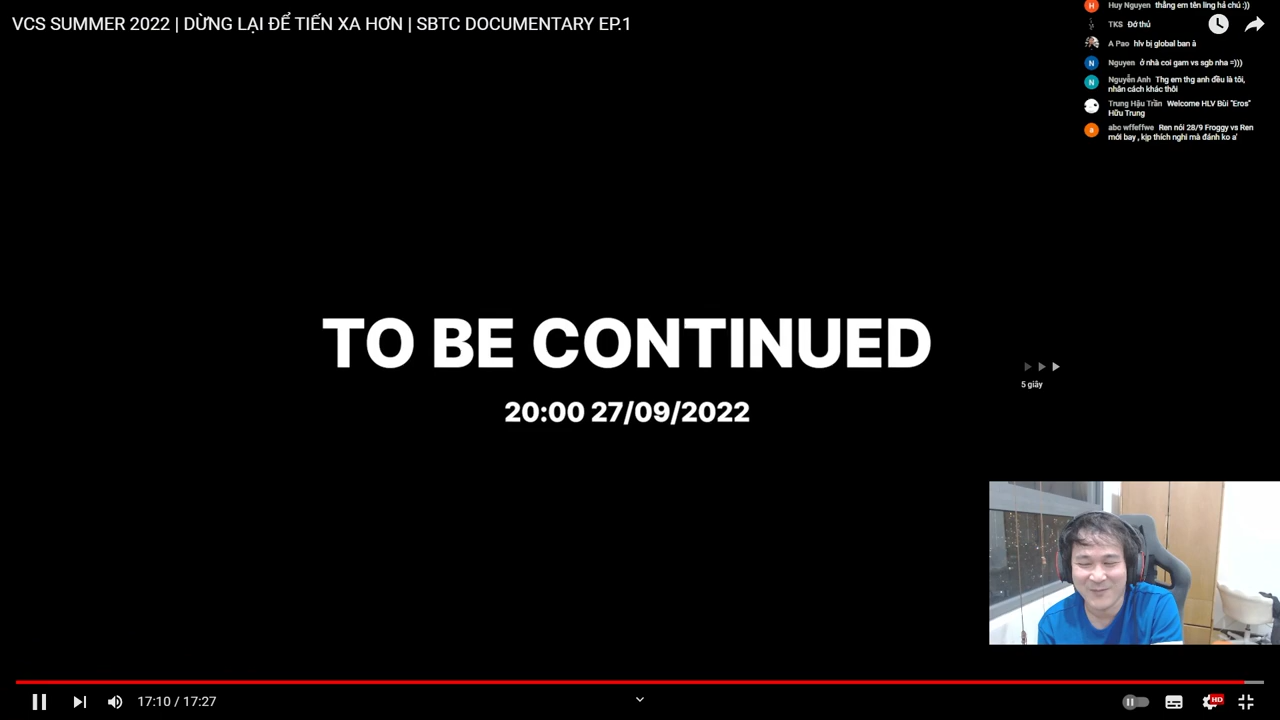 VCS SUMMER 2022 | DỪNG LẠI ĐỂ TIẾN XA HƠN | SBTC DOCUMENTARY EP.1
Huy Nguyen thằng em tên ling hả chú :))
TKS Đớ thủ
A Pao hlv bị global ban à
Nguyen ở nhà coi gam vs sgb nha =)))
Nguyễn Anh Thg em thg anh đều là tôi,
nhân cách khác thôi
Trung Hậu Trần Welcome HLV Bùi "Eros"
Hữu Trung
abc wffeffwe Ren nói 28/9 Froggy vs Ren
mới bay , kịp thích nghi mà đánh ko a'
TO BE CONTINUED
20:00 27/09/2022
5 giây
17:10 / 17:27
HD